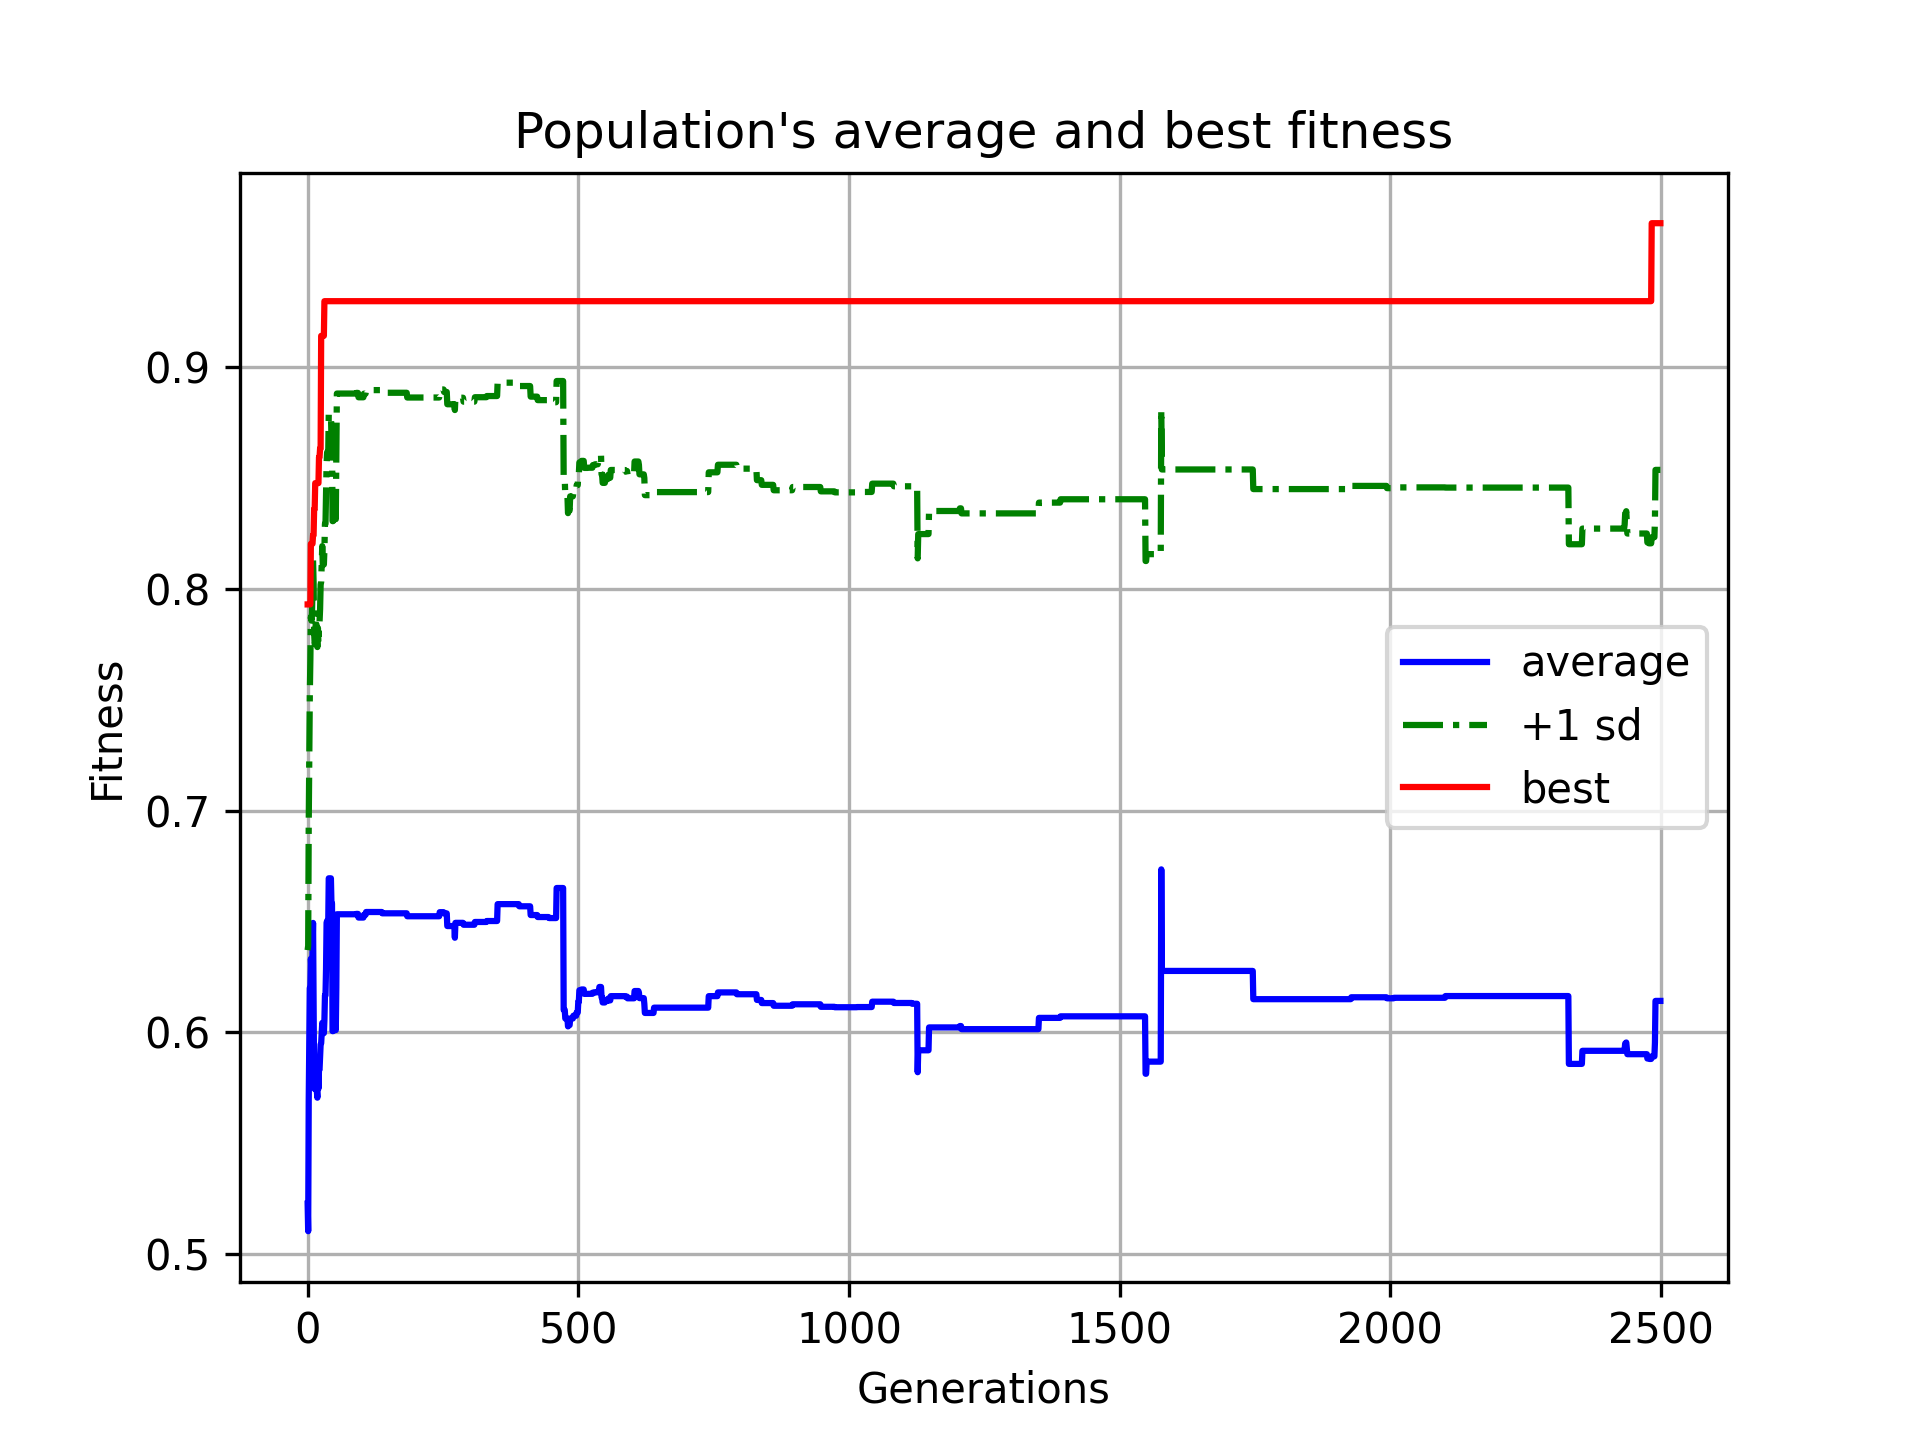 Population's average and best fitness
Fitness
0.9
0.8
0.7
0.6
0.5
average
+1 sd
best
0 500 1000 1500 2000 2500
Generations